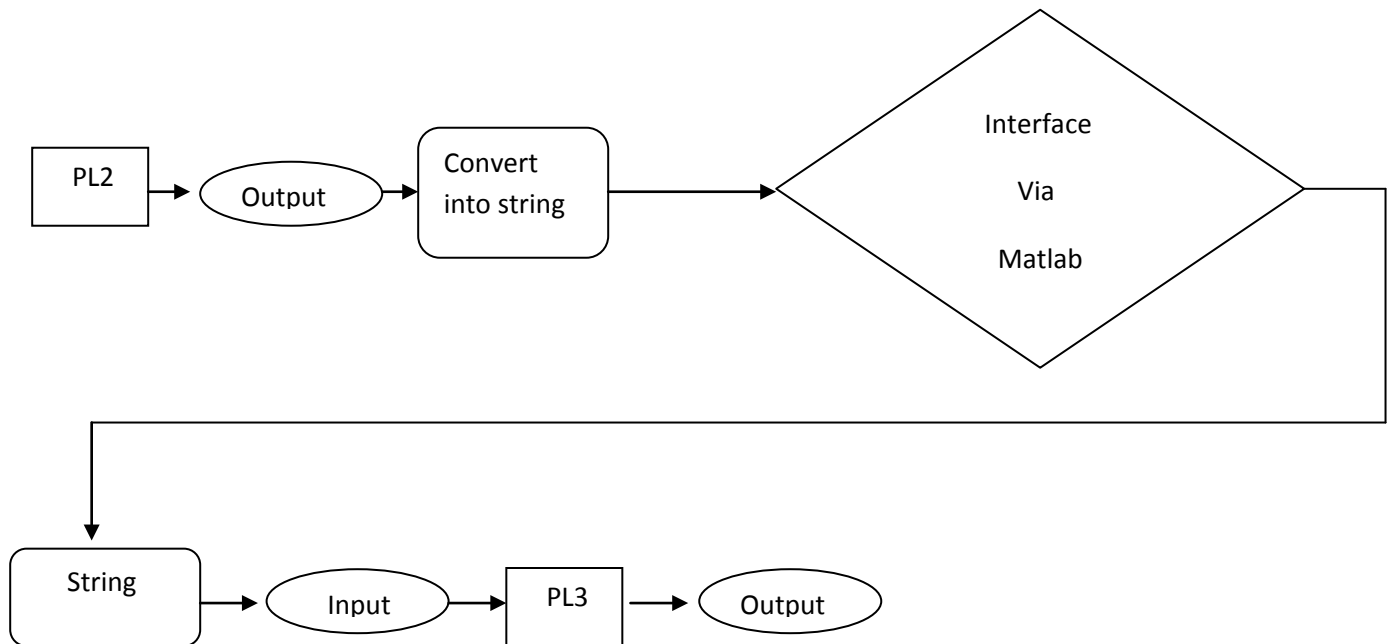 PL2
Output
Convert
into string
Interface
Via
Matlab
String
Input
PL3
Output